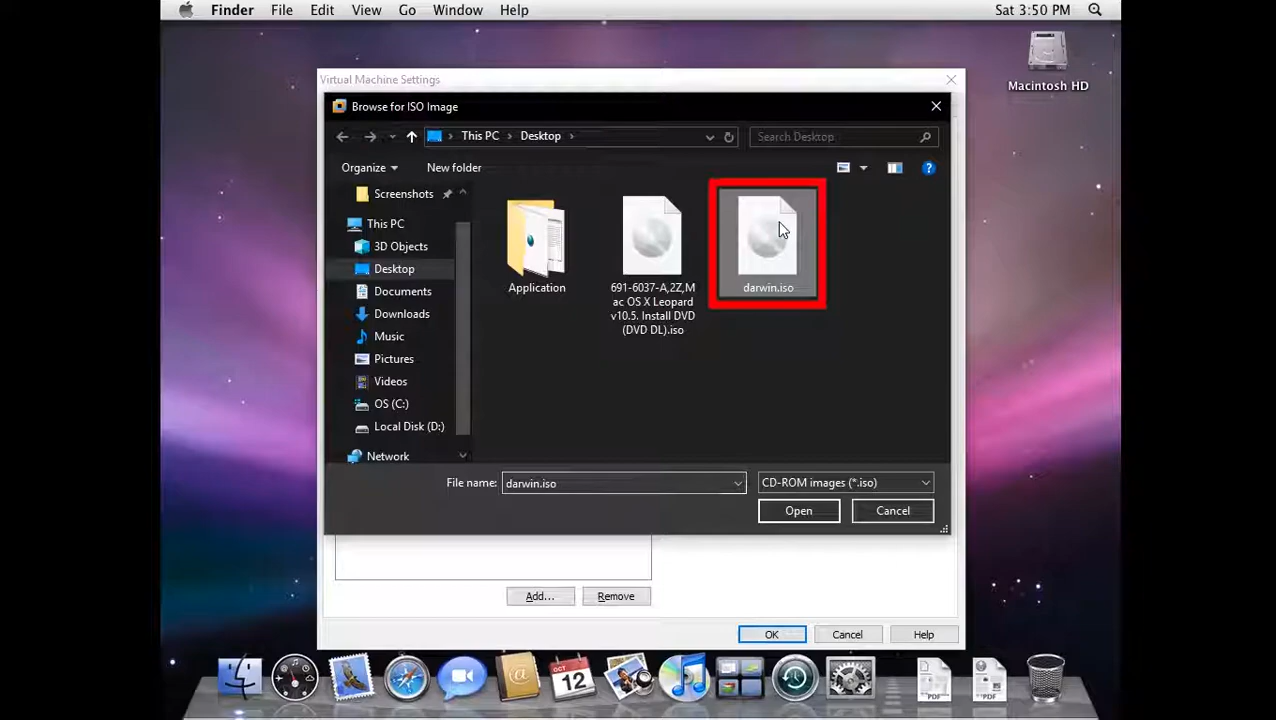 Finder File Edit View Go Window Help Sat 3:50 PM
Macintosh HD
Virtual Machine Settings
Browse for ISO Image
This PC Desktop
Search Desktop
Organize New folder
Screenshots
This PC
3D Objects
Desktop
Documents
Downloads
Music
Pictures
Videos
OS (C:)
Local Disk (D:)
Network
Application
691-6037-A,2Z,M
ac OS X Leopard
v10.5. Install DVD
(DVD DL).iso
darwin.iso
File name: darwin.iso CD-ROM images (*.iso)
Open Cancel
Add... Remove
OK Cancel Help
OCT
12
PDF
PDF